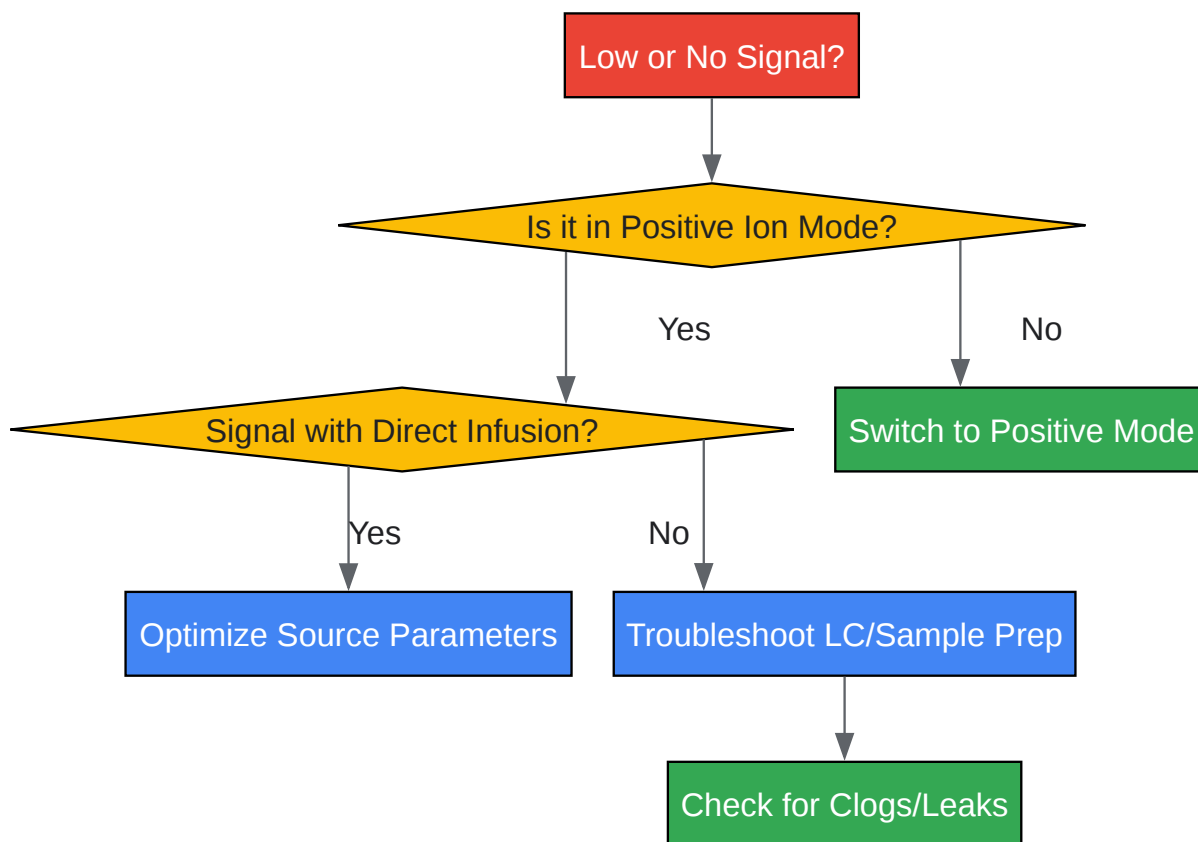 Low or No Signal?
Is it in Positive Ion Mode?
Yes
No
Signal with Direct Infusion?
Switch to Positive Mode
Yes
No
Optimize Source Parameters
Troubleshoot LC/Sample Prep
Check for Clogs/Leaks